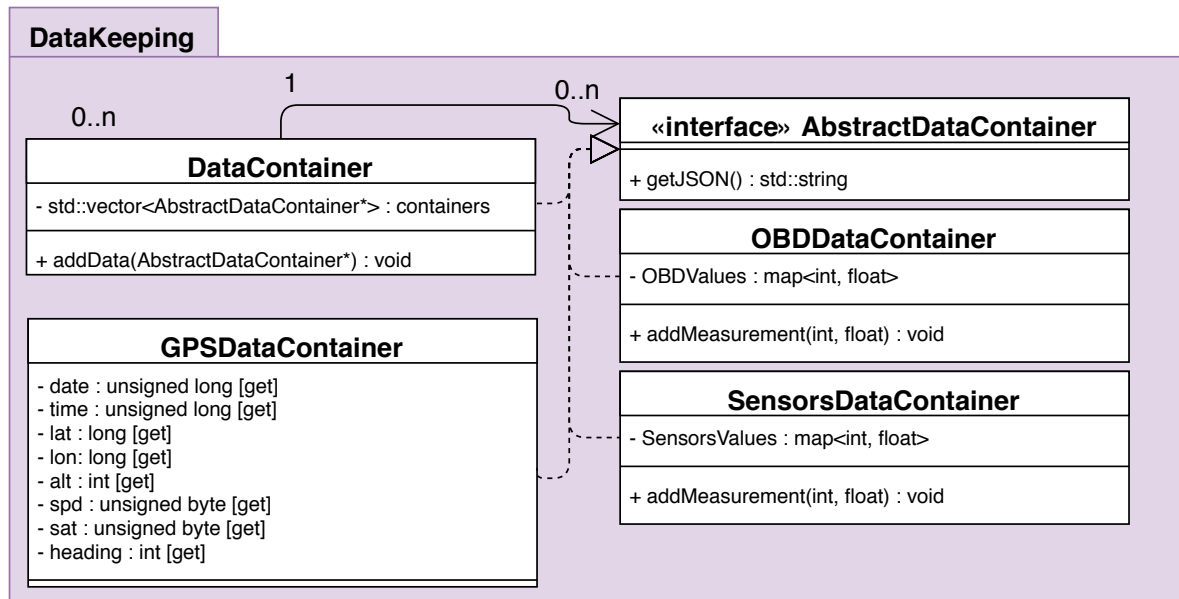 DataKeeping
1
0..n
0..n
DataContainer
- std::vector<AbstractDataContainer*> : containers
+ addData(AbstractDataContainer*) : void
«interface» AbstractDataContainer
+ getJSON() : std::string
OBDDataContainer
- OBDValues : map<int, float>
+ addMeasurement(int, float) : void
GPSDataContainer
- date : unsigned long [get]
- time : unsigned long [get]
- lat : long [get]
- lon: long [get]
- alt : int [get]
- spd : unsigned byte [get]
- sat : unsigned byte [get]
- heading : int [get]
SensorsDataContainer
- SensorsValues : map<int, float>
+ addMeasurement(int, float) : void